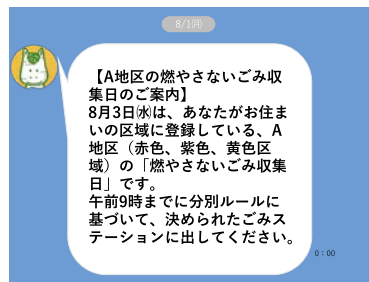 8/1㈪
【A地区の燃やさないごみ収
集日のご案内】
8月3日㈬は、あなたがお住ま
いの区域に登録している、A
地区（赤色、紫色、黄色区
域）の「燃やさないごみ収集
日」です。
午前9時までに分別ルールに
基づいて、決められたごみス
テーションに出してください。
0：00